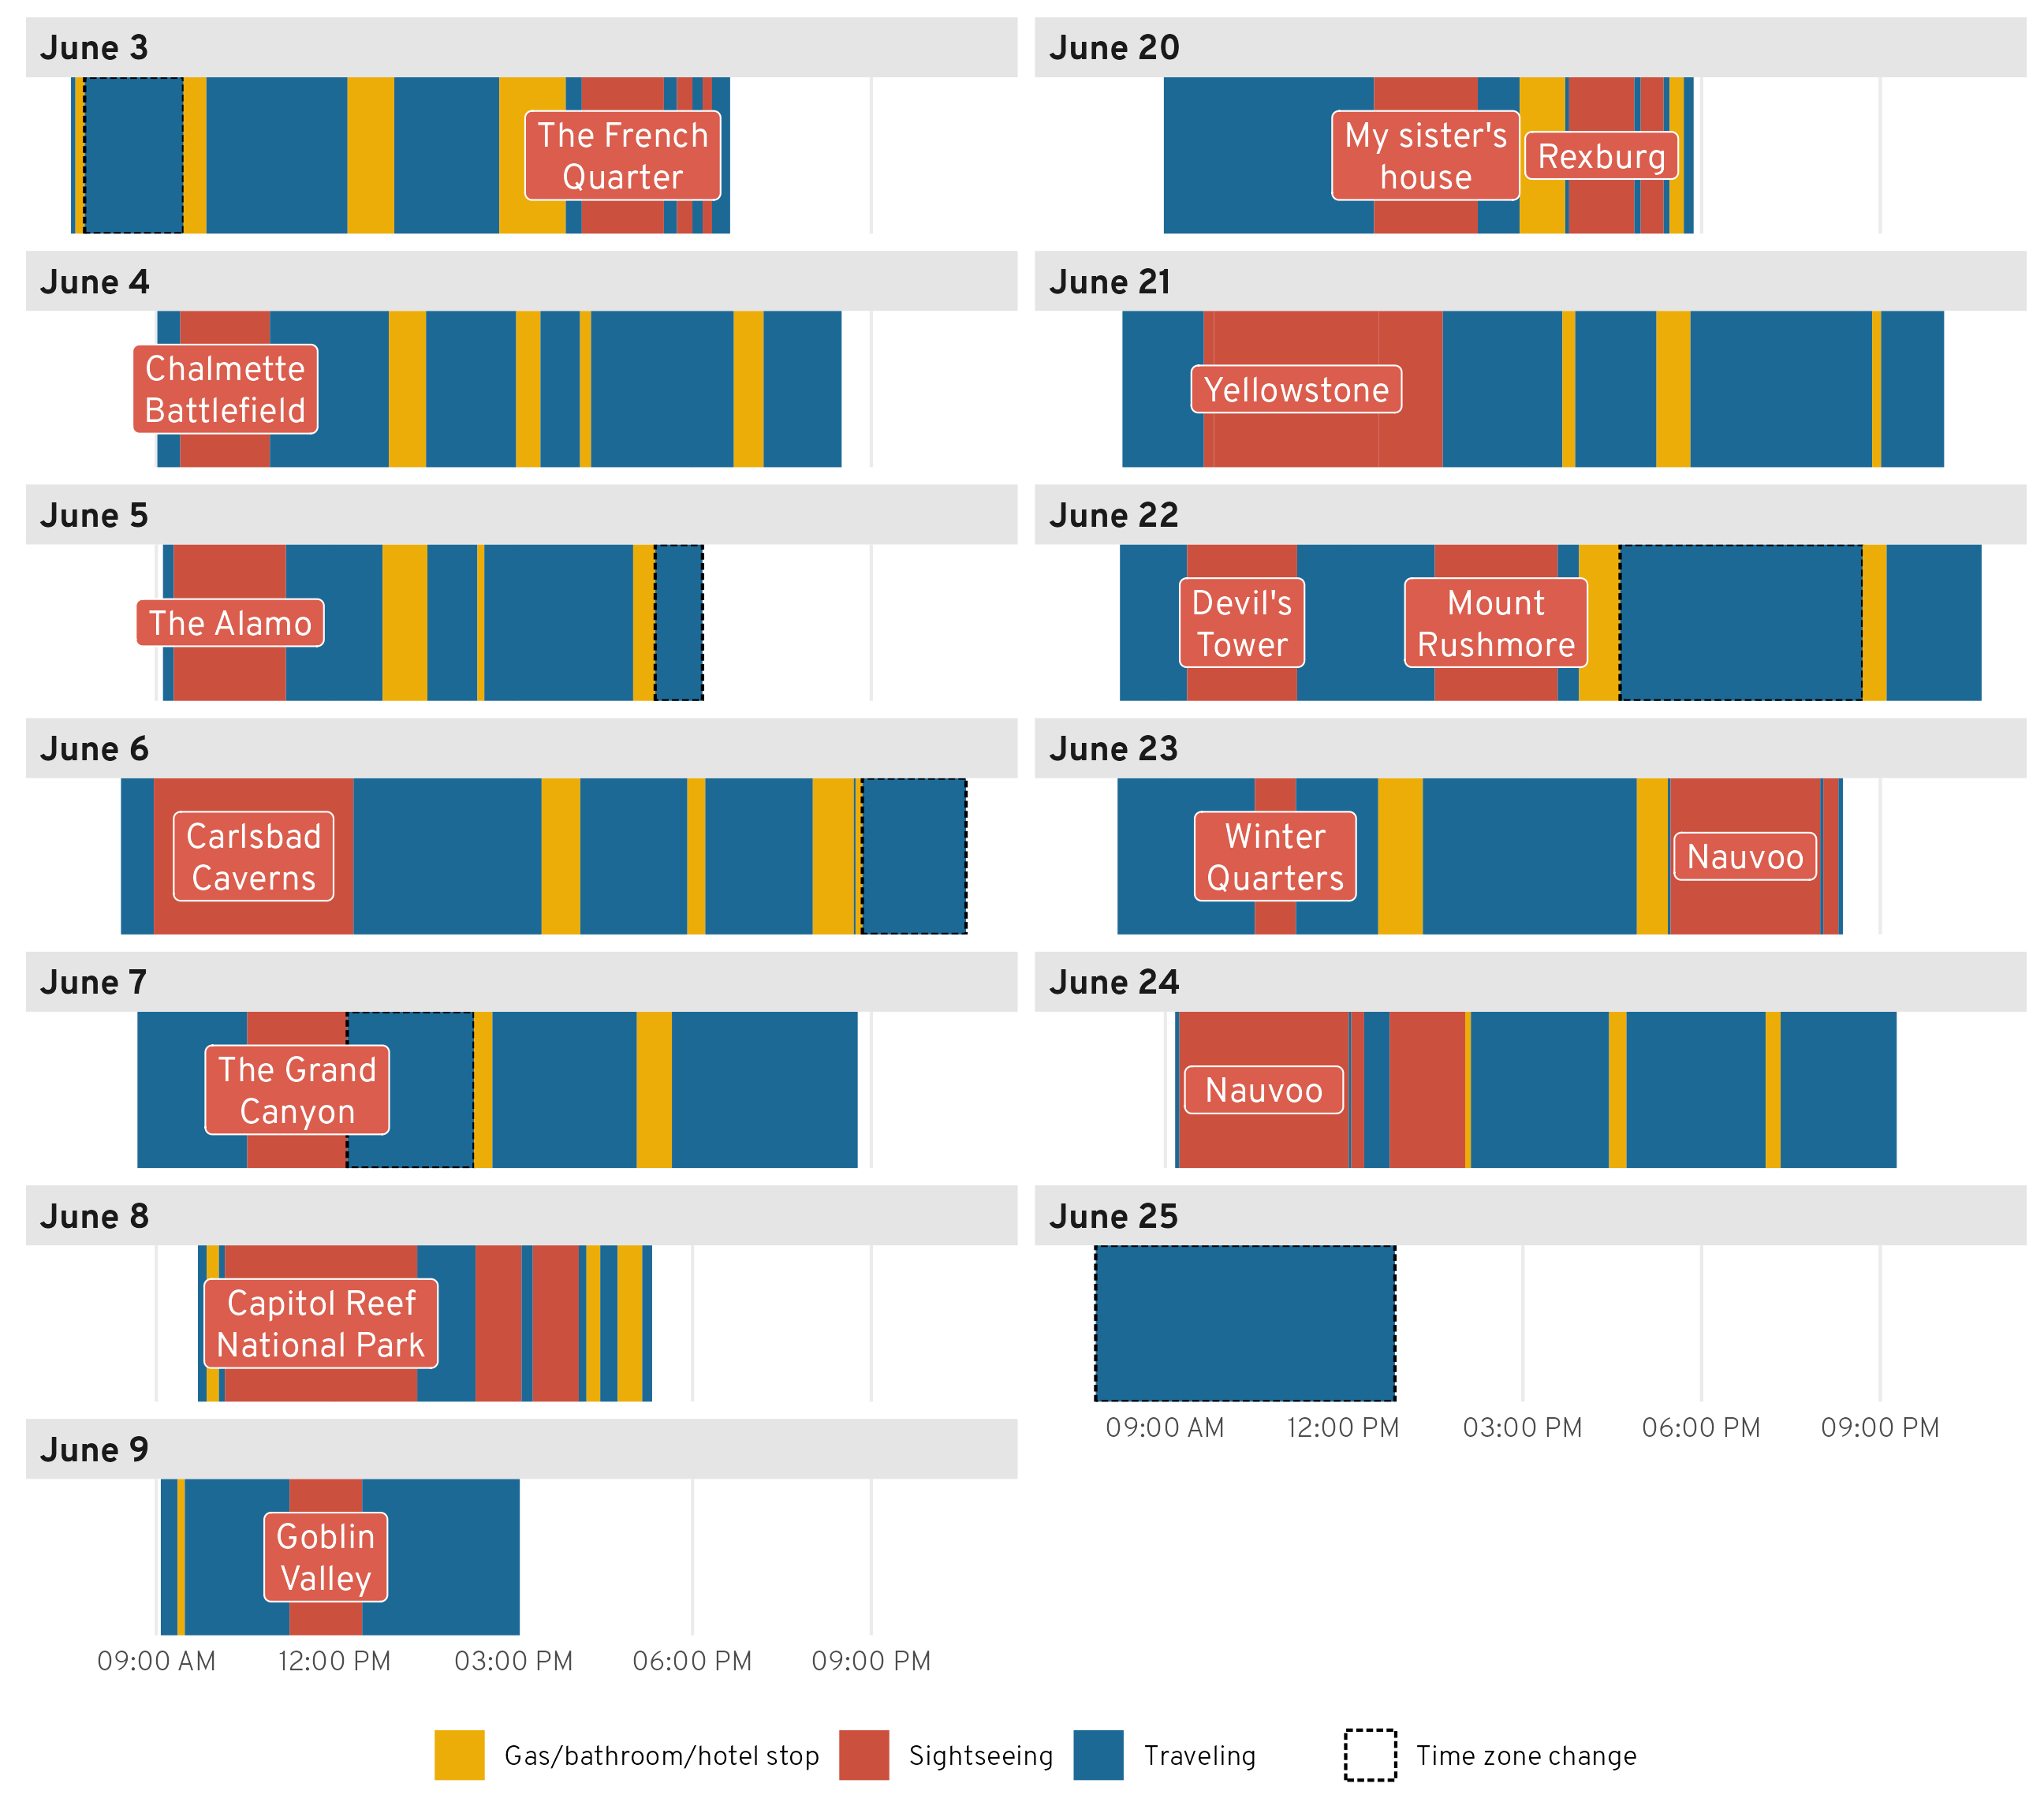 June 3
The French
Quarter
June 4
Chalmette
Battlefield
June 5
The Alamo
June 6
Carlsbad
Caverns
June 7
The Grand
Canyon
June 8
Capitol Reef
National Park
June 9
Goblin
Valley
09:00 AM 12:00 PM 03:00 PM 06:00 PM 09:00 PM
June 20
My sister's
house
Rexburg
June 21
Yellowstone
June 22
Devil's
Tower
Mount
Rushmore
June 23
Winter
Quarters
Nauvoo
June 24
Nauvoo
June 25
09:00 AM 12:00 PM 03:00 PM 06:00 PM 09:00 PM
Gas/bathroom/hotel stop Sightseeing Traveling Time zone change